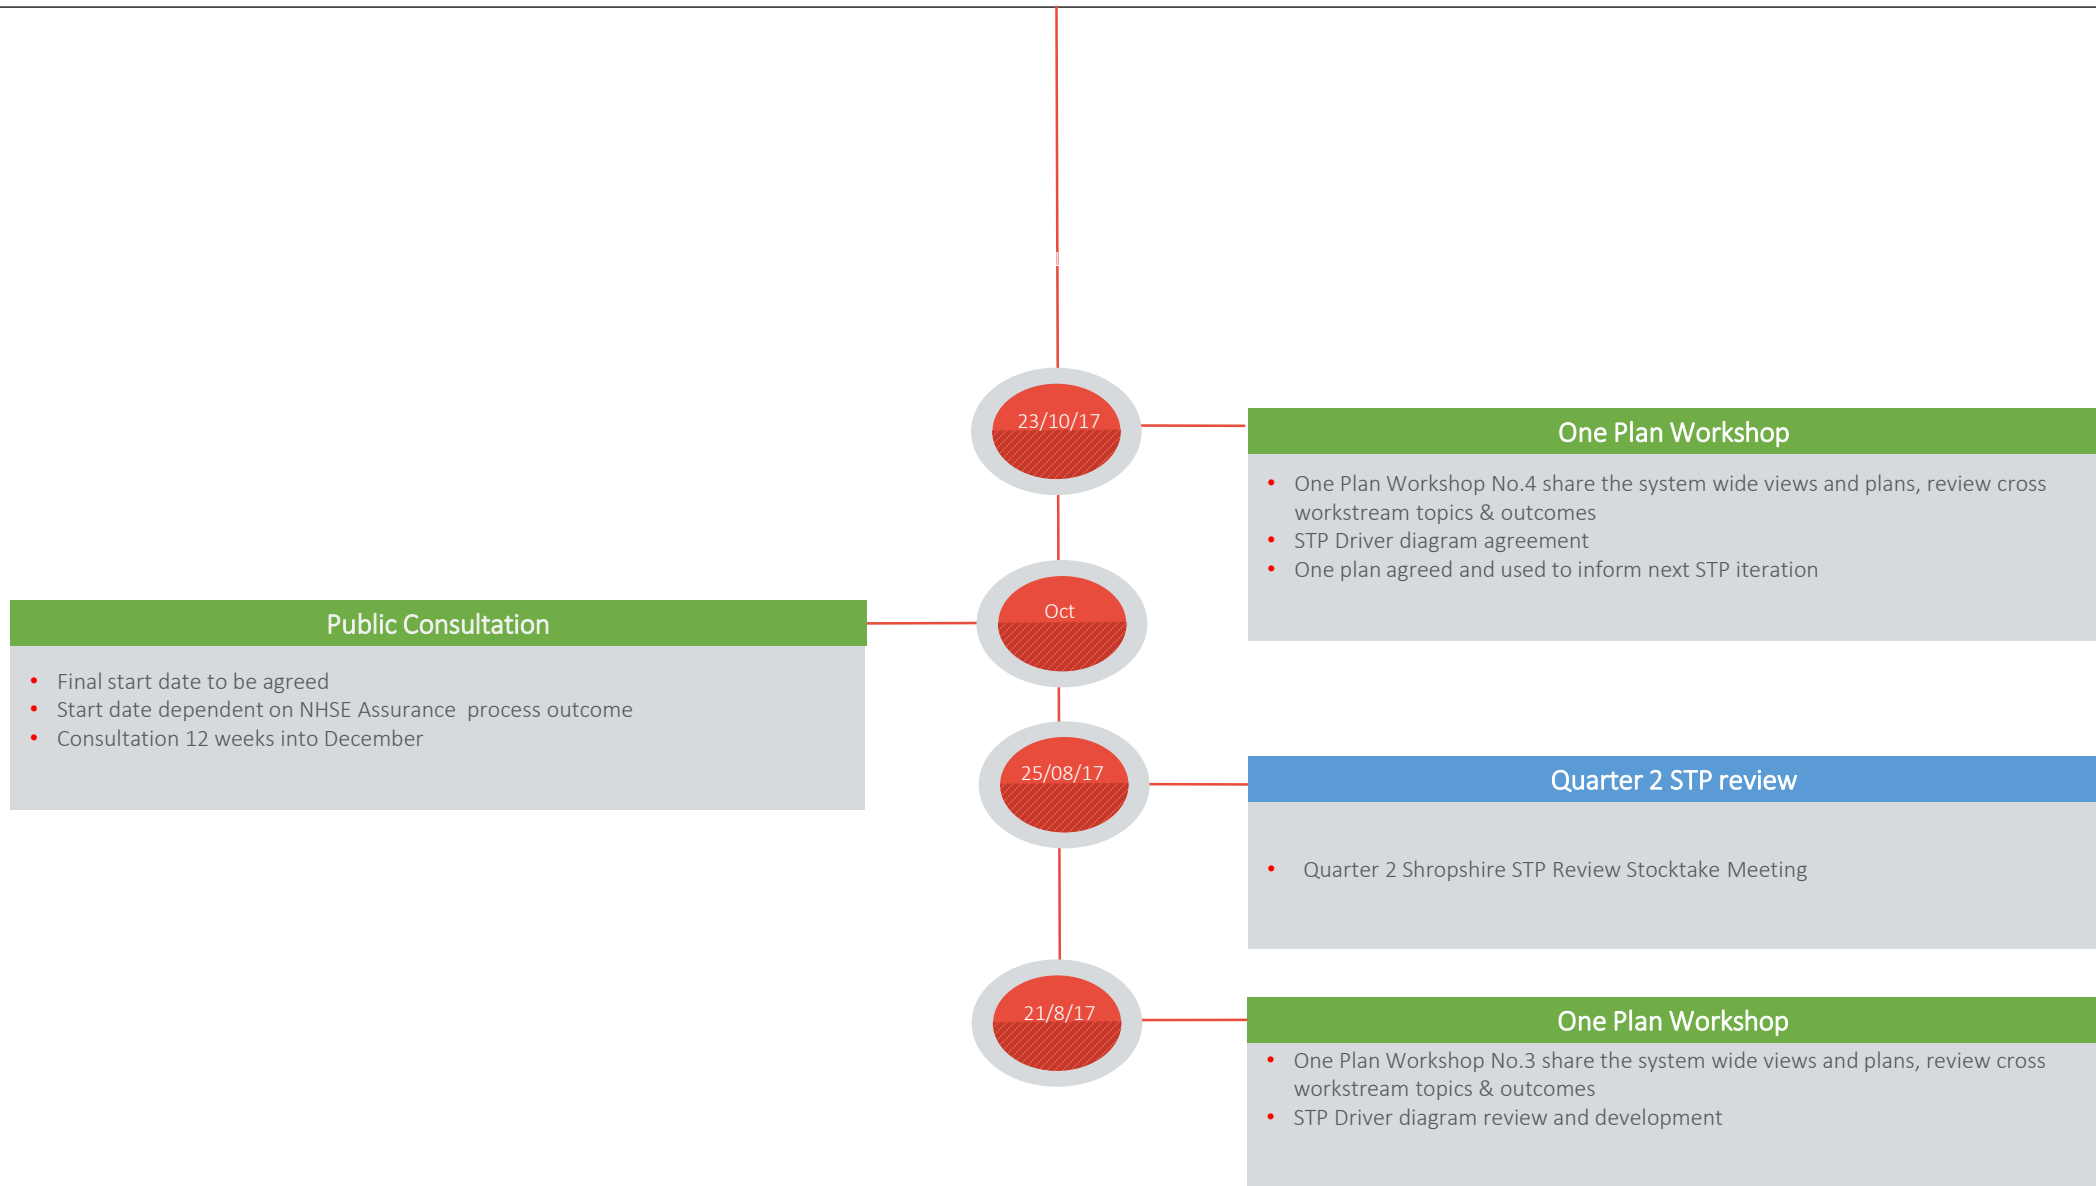 23/10/17
One Plan Workshop
• One Plan Workshop No.4 share the system wide views and plans, review cross
workstream topics & outcomes
• STP Driver diagram agreement
• One plan agreed and used to inform next STP iteration
Oct
Public Consultation
• Final start date to be agreed
• Start date dependent on NHSE Assurance process outcome
• Consultation 12 weeks into December
25/08/17
Quarter 2 STP review
• Quarter 2 Shropshire STP Review Stocktake Meeting
21/8/17
One Plan Workshop
• One Plan Workshop No.3 share the system wide views and plans, review cross
workstream topics & outcomes
• STP Driver diagram review and development